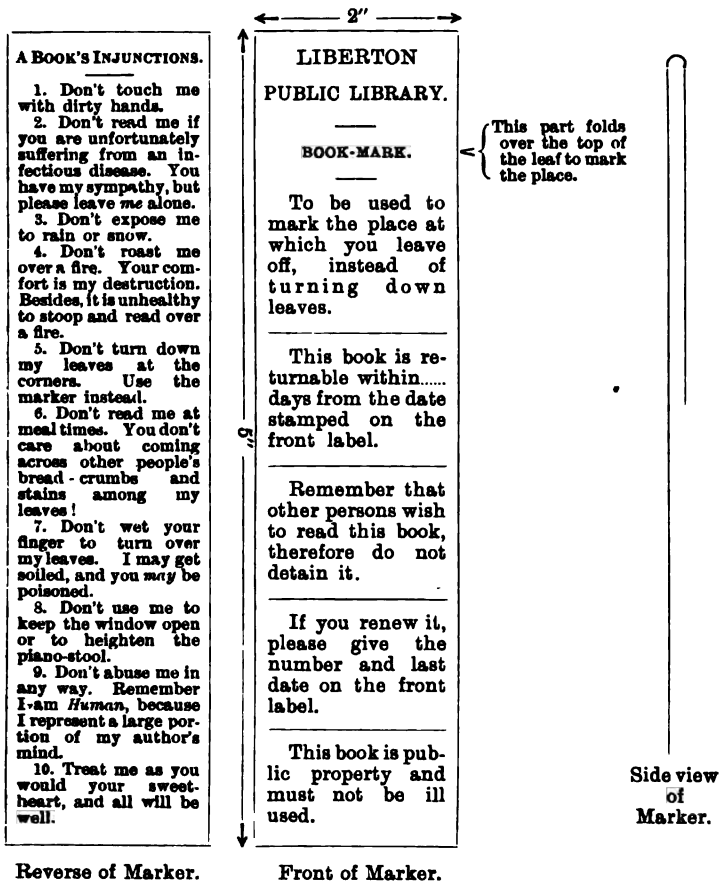 A BOOK'S INJUNCTIONS.
1. Don't touch me
with dirty hands.
2. Don't read me if
you are unfortunately
suffering from an in-
fectious disease. You
have my sympathy, but
please leave me alone.
3. Don't expose me
to rain or snow.
4. Don't roast me
over a fire. Your com-
fort is my destruction.
Besides, it is unhealthy
to stoop and read over
a fire.
5. Don't turn down
my leaves at the
corners. Use the
marker instead.
6. Don't read me at
meal times. You don't
care about coming
across other people's
bread-crumbs and
stains among my
leaves!
7. Don't wet your
finger to turn over
my leaves. I may get
soiled, and you may be
poisoned.
8. Don't use me to
keep the window open
or to heighten the
piano-stool.
9. Don't abuse me in
any way. Remember
I am Human, because
I represent a large por-
tion of my author's
mind.
10. Treat me as you
would your sweet-
heart, and all will be
well.
Reverse of Marker.
2"
5"
LIBERTON
PUBLIC LIBRARY.
BOOK-MARK.
To be used to
mark the place at
which you leave
off, instead of
turning down
leaves.
This book is re-
turnable within......
days from the date
stamped on the
front label.
Remember that
other persons wish
to read this book,
therefore do not
detain it.
If you renew it,
please give the
number and last
date on the front
label.
This book is pub-
lic property and
must not be ill
used.
Front of Marker.
This part folds
over the top of
the leaf to mark
the place.
Side view
of
Marker.